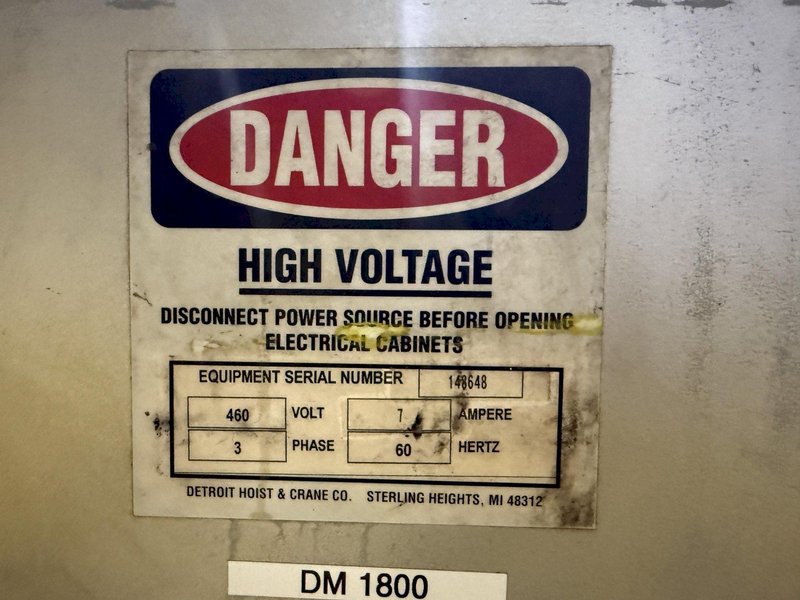 DANGER
HIGH VOLTAGE
DISCONNECT POWER SOURCE BEFORE OPENING
ELECTRICAL CABINETS
EQUIPMENT SERIAL NUMBER 148648
460 VOLT 7 AMPERE
3 PHASE 60 HERTZ
DETROIT HOIST & CRANE CO. STERLING HEIGHTS, MI 48312
DM 1800